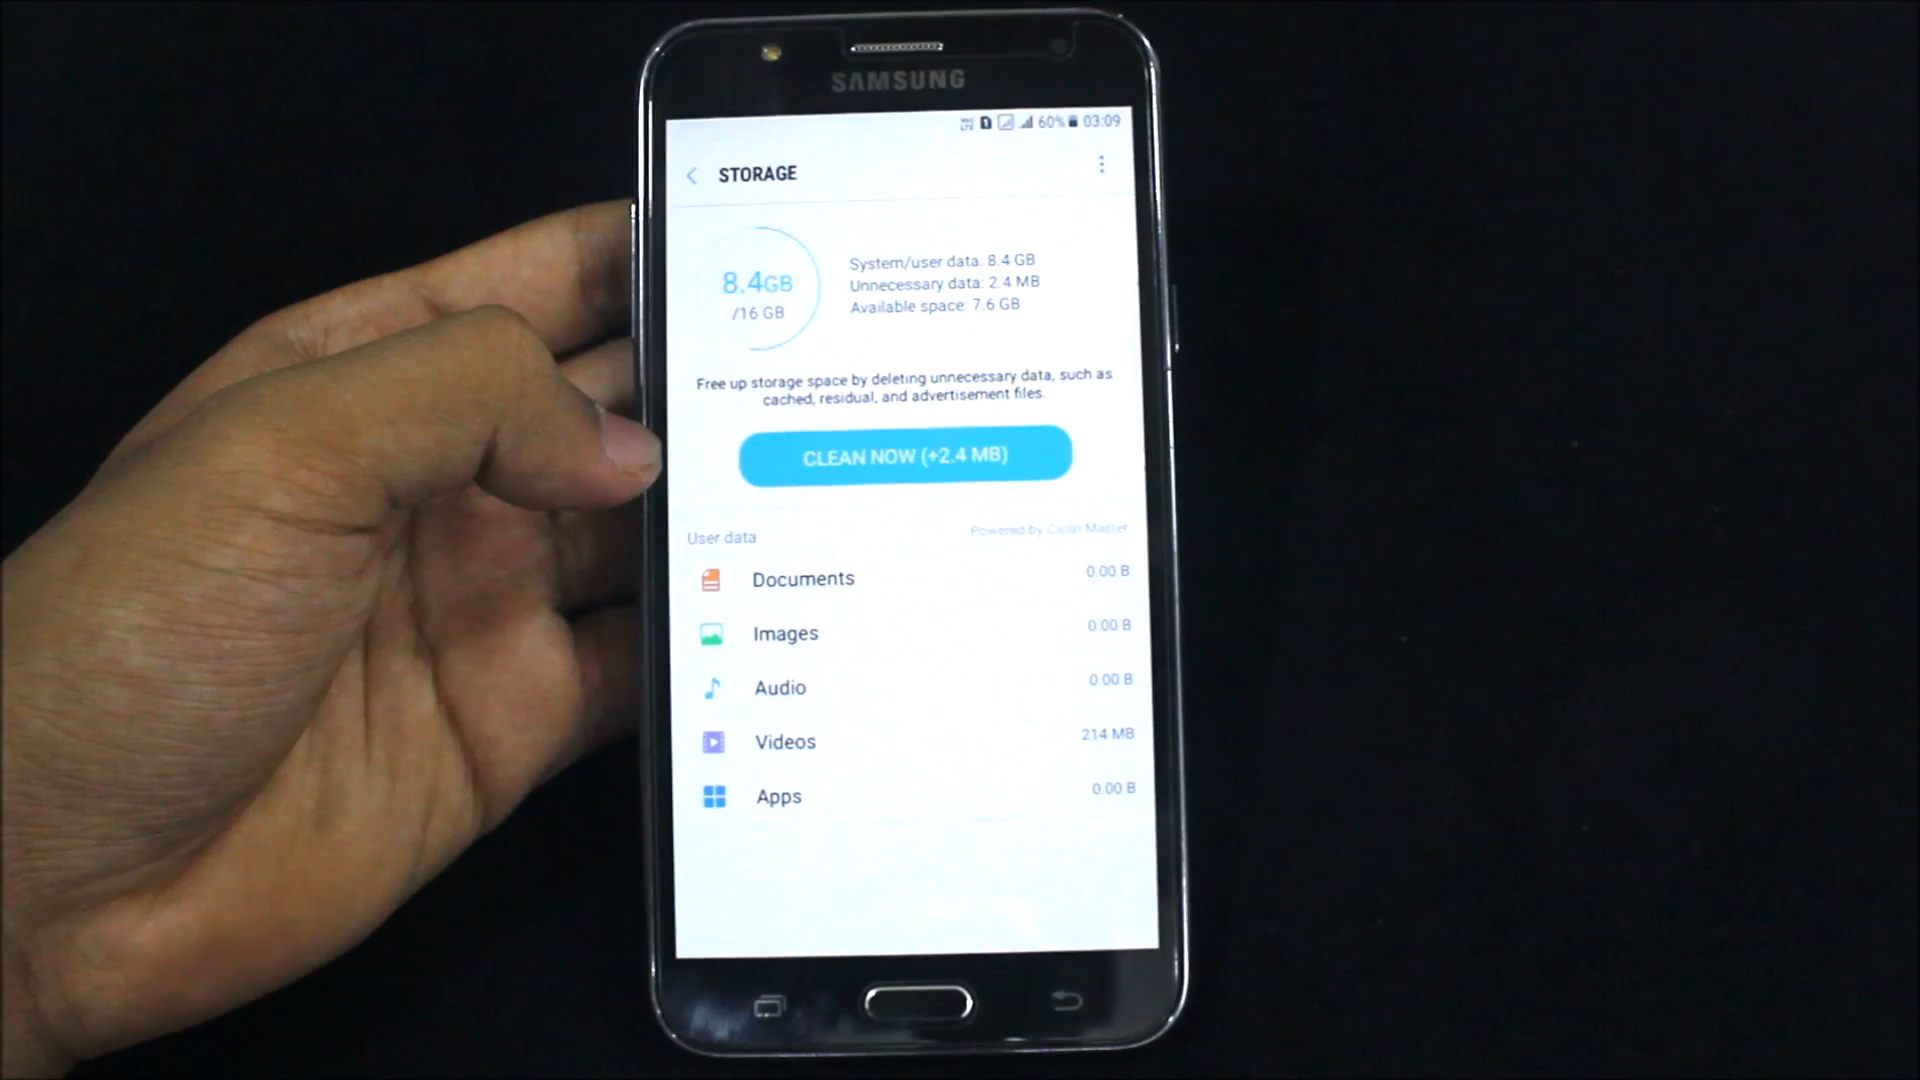 SAMSUNG
60% 03:09
STORAGE
8.4GB
/16 GB
System/user data: 8.4 GB
Unnecessary data: 2.4 MB
Available space: 7.6 GB
Free up storage space by deleting unnecessary data, such as
cached, residual, and advertisement files.
CLEAN NOW (+2.4 MB)
User data
Powered by Clean Master
Documents 0.00 B
Images 0.00 B
Audio 0.00 B
Videos 214 MB
Apps 0.00 B